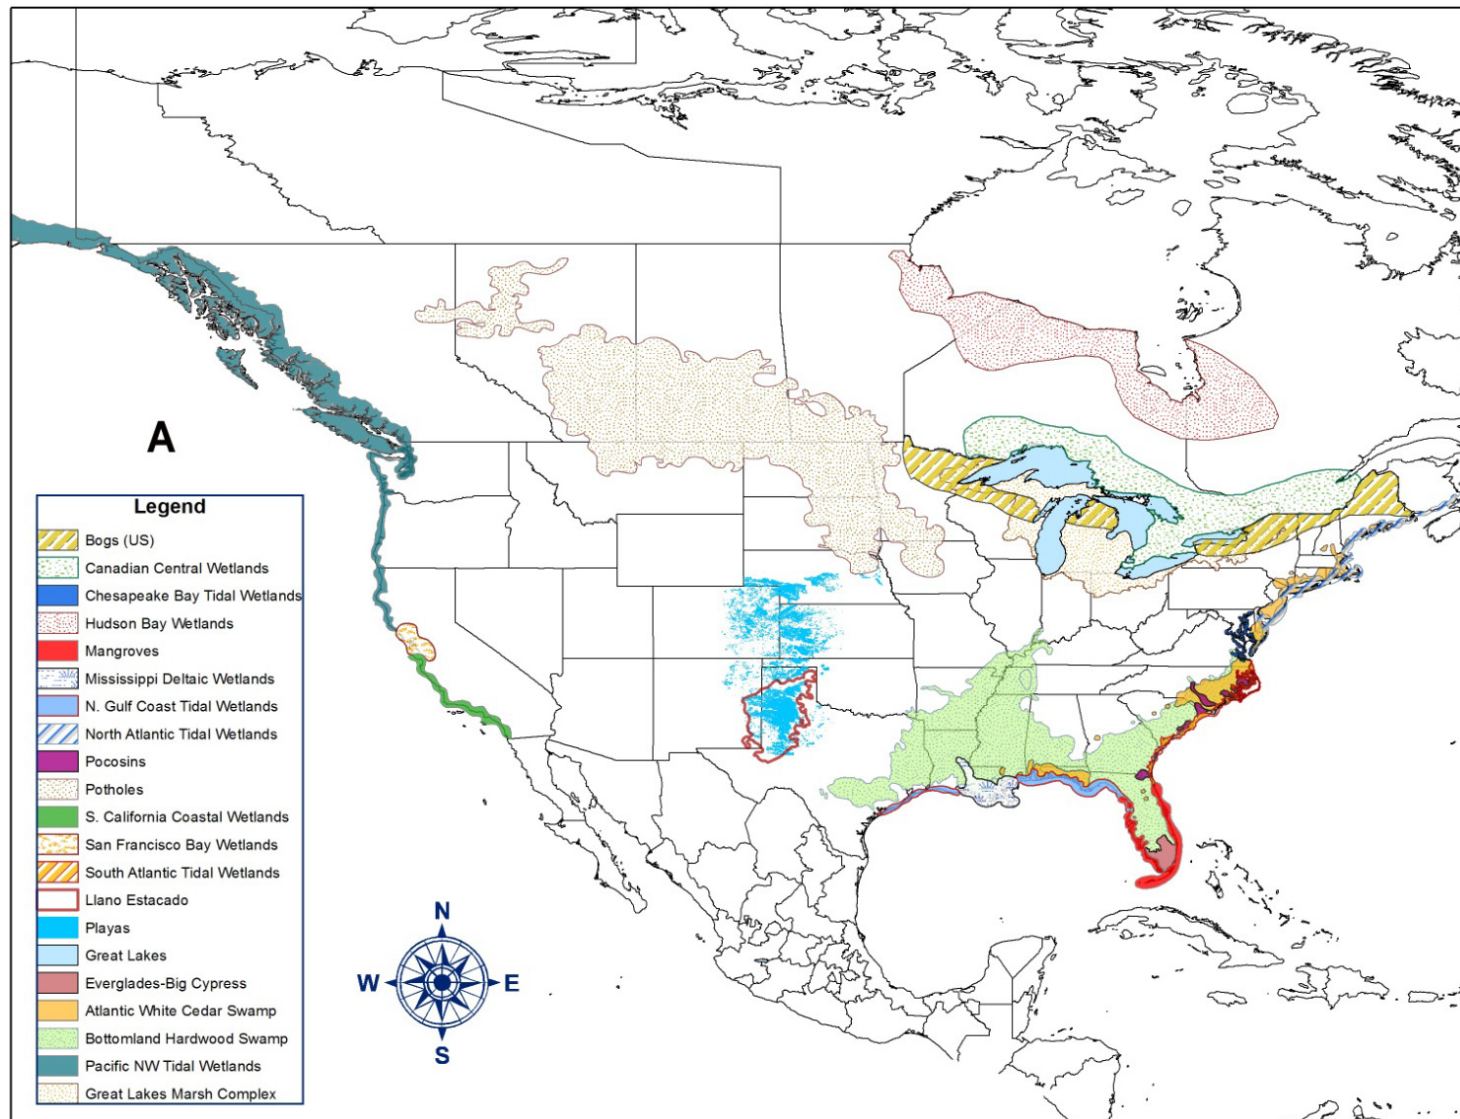 A
Legend
Bogs (US)
Canadian Central Wetlands
Chesapeake Bay Tidal Wetlands
Hudson Bay Wetlands
Mangroves
Mississippi Deltaic Wetlands
N. Gulf Coast Tidal Wetlands
North Atlantic Tidal Wetlands
Pocosins
Potholes
S. California Coastal Wetlands
San Francisco Bay Wetlands
South Atlantic Tidal Wetlands
Llano Estacado
Playas
Great Lakes
Everglades-Big Cypress
Atlantic White Cedar Swamp
Bottomland Hardwood Swamp
Pacific NW Tidal Wetlands
Great Lakes Marsh Complex
N
W E
S